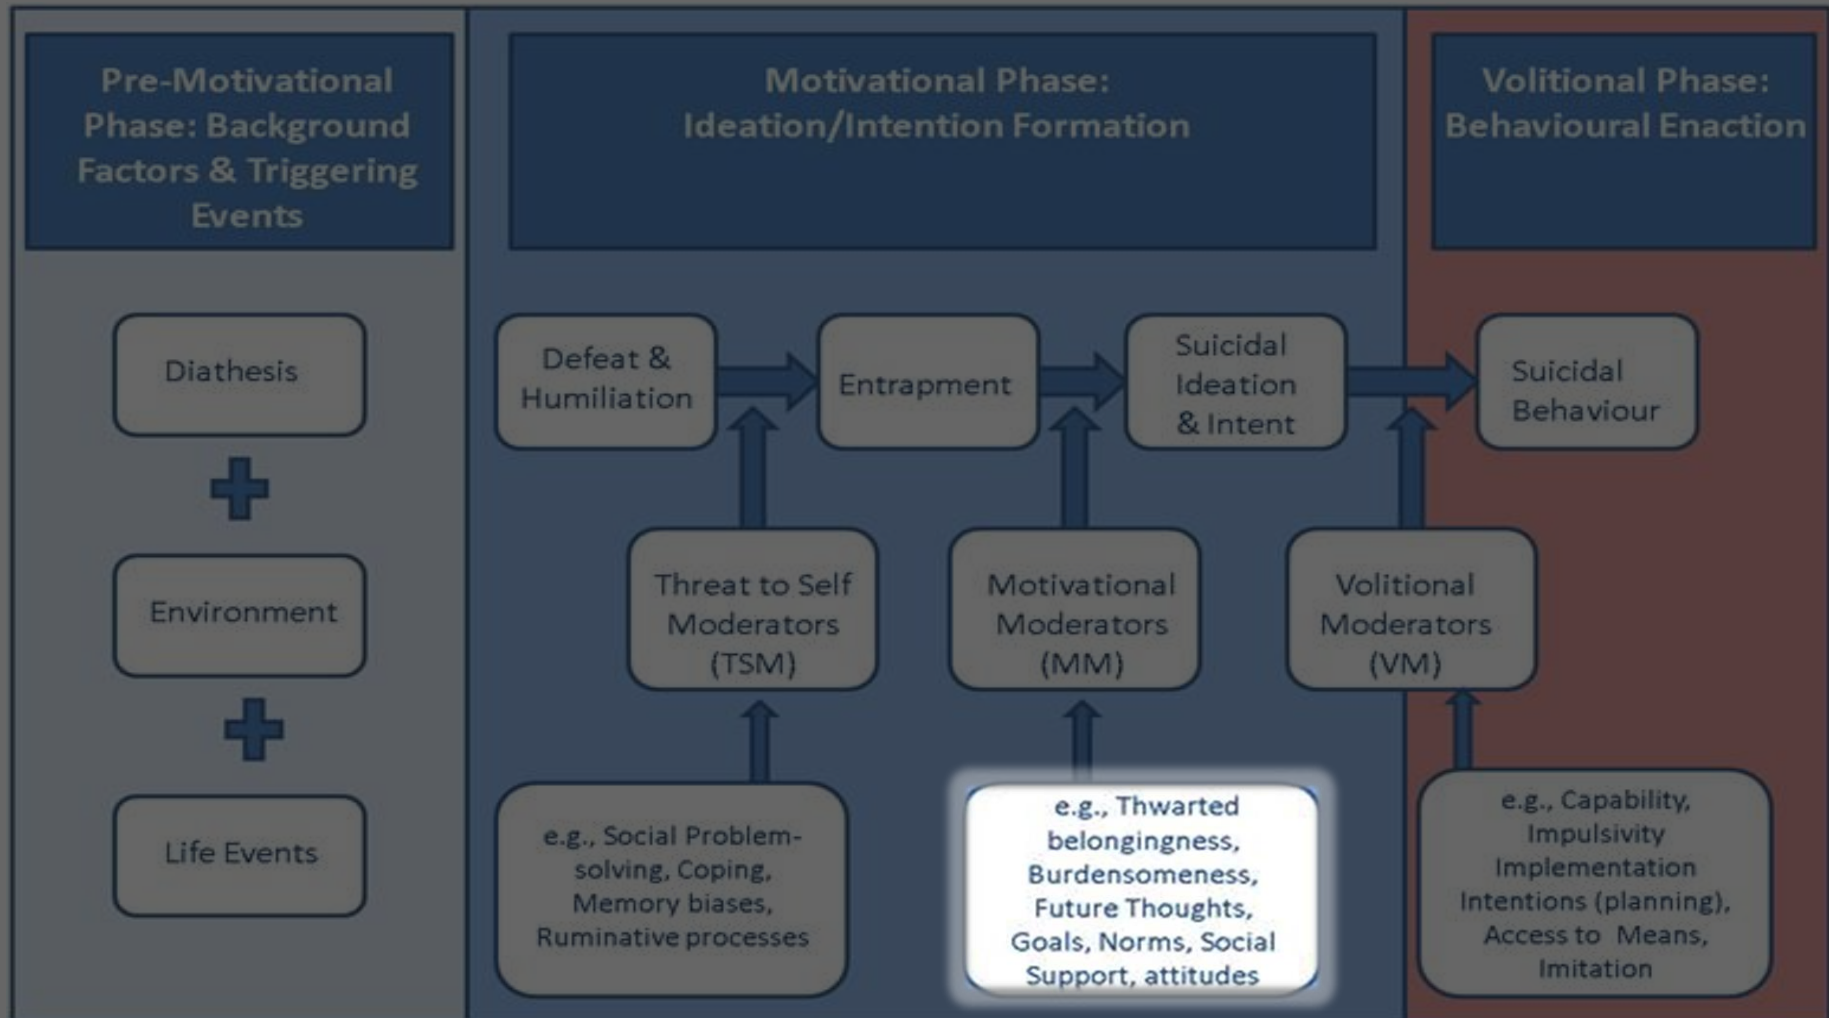 Pre-Motivational
Phase: Background
Factors & Triggering
Events
Motivational Phase:
Ideation/Intention Formation
Volitional Phase:
Behavioural Enaction
Diathesis
Environment
Life Events
Defeat &
Humiliation
Entrapment
Suicidal
Ideation
& Intent
Suicidal
Behaviour
Threat to Self
Moderators
(TSM)
Motivational
Moderators
(MM)
Volitional
Moderators
(VM)
e.g., Social Problem-
solving, Coping,
Memory biases,
Ruminative processes
e.g., Thwarted
belongingness,
Burdensomeness,
Future Thoughts,
Goals, Norms, Social
Support, attitudes
e.g., Capability,
Impulsivity
Implementation
Intentions (planning),
Access to Means,
Imitation